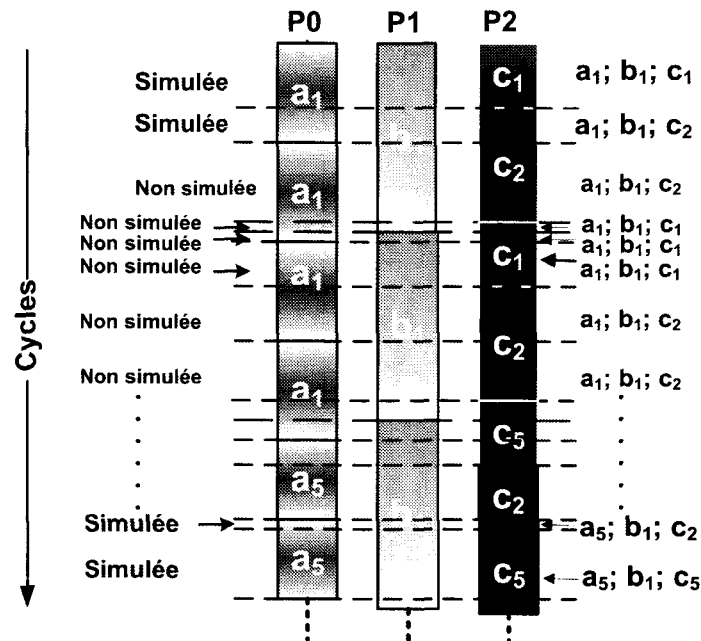 P0 P1 P2
Simulée a₁ c₁ a₁; b₁; c₁
Simulée a₁; b₁; c₂
Non simulée a₁ c₂ a₁; b₁; c₂
Non simulée a₁; b₁; c₁
Non simulée a₁; b₁; c₁
Non simulée a₁ c₁ a₁; b₁; c₁
Non simulée c₂ a₁; b₁; c₂
Non simulée a₁ a₁; b₁; c₂
c₅
a₅ c₂
Simulée a₅; b₁; c₂
Simulée a₅ c₅ a₅; b₁; c₅
Cycles